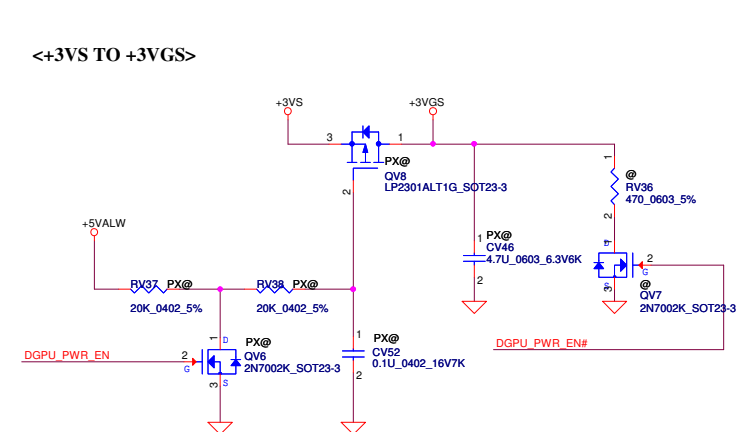 <+3VS TO +3VGS>
+3VS
+3VGS
3
1
PX@
QV8
LP2301ALT1G_SOT23-3
2
1
@
RV36
470_0603_5%
2
+5VALW
RV37
PX@
20K_0402_5%
RV38
PX@
20K_0402_5%
1
PX@
CV46
4.7U_0603_6.3V6K
2
1
D
2
G
S
3
@
QV7
2N7002K_SOT23-3
DGPU_PWR_EN#
DGPU_PWR_EN
1
D
2
G
3
S
PX@
QV6
2N7002K_SOT23-3
1
PX@
CV52
0.1U_0402_16V7K
2